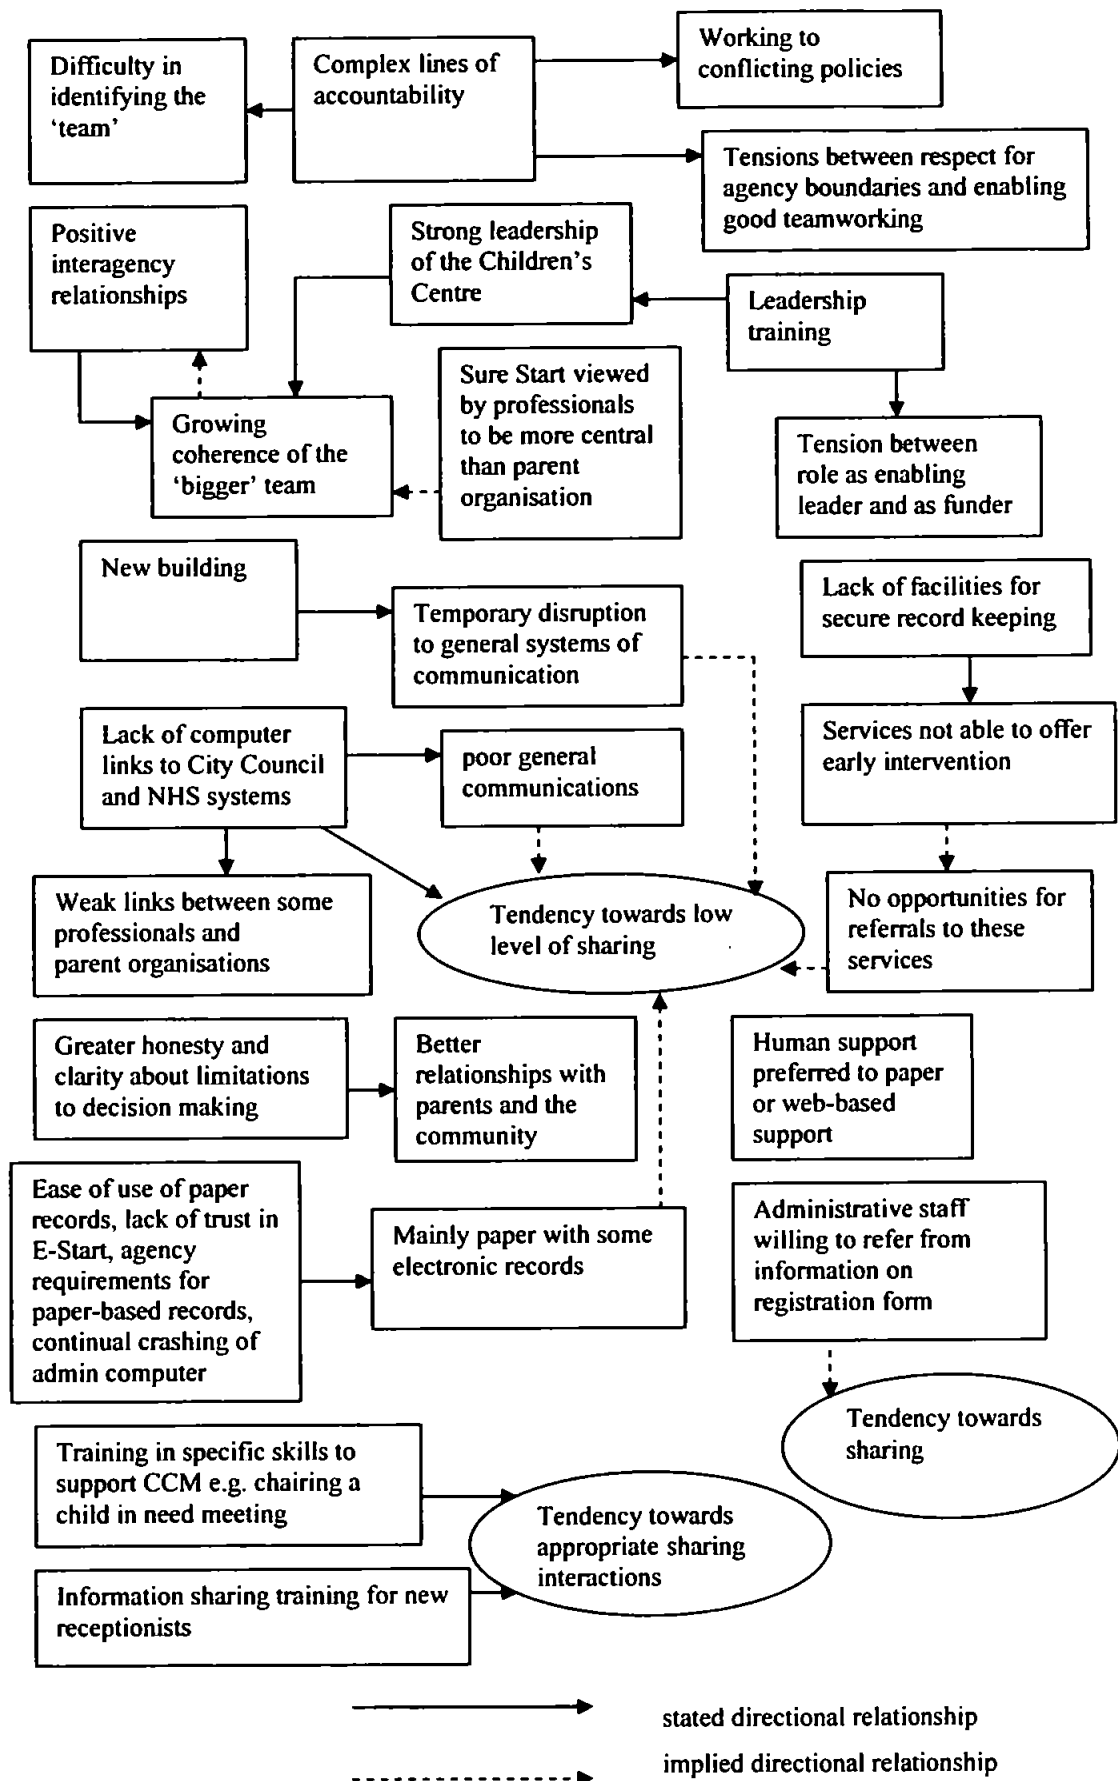 Difficulty in
identifying the
‘team’
Complex lines of
accountability
Working to
conflicting policies
Tensions between respect for
agency boundaries and enabling
good teamworking
Positive
interagency
relationships
Strong leadership
of the Children’s
Centre
Leadership
training
Growing
coherence of the
‘bigger’ team
Sure Start viewed
by professionals
to be more central
than parent
organisation
Tension between
role as enabling
leader and as funder
New building
Temporary disruption
to general systems of
communication
Lack of facilities for
secure record keeping
Lack of computer
links to City Council
and NHS systems
poor general
communications
Services not able to offer
early intervention
Weak links between some
professionals and
parent organisations
Tendency towards low
level of sharing
No opportunities for
referrals to these
services
Greater honesty and
clarity about limitations
to decision making
Better
relationships with
parents and the
community
Human support
preferred to paper
or web-based
support
Ease of use of paper
records, lack of trust in
E-Start, agency
requirements for
paper-based records,
continual crashing of
admin computer
Mainly paper with some
electronic records
Administrative staff
willing to refer from
information on
registration form
Tendency towards
sharing
Training in specific skills to
support CCM e.g. chairing a
child in need meeting
Tendency towards
appropriate sharing
interactions
Information sharing training for new
receptionists
stated directional relationship
implied directional relationship